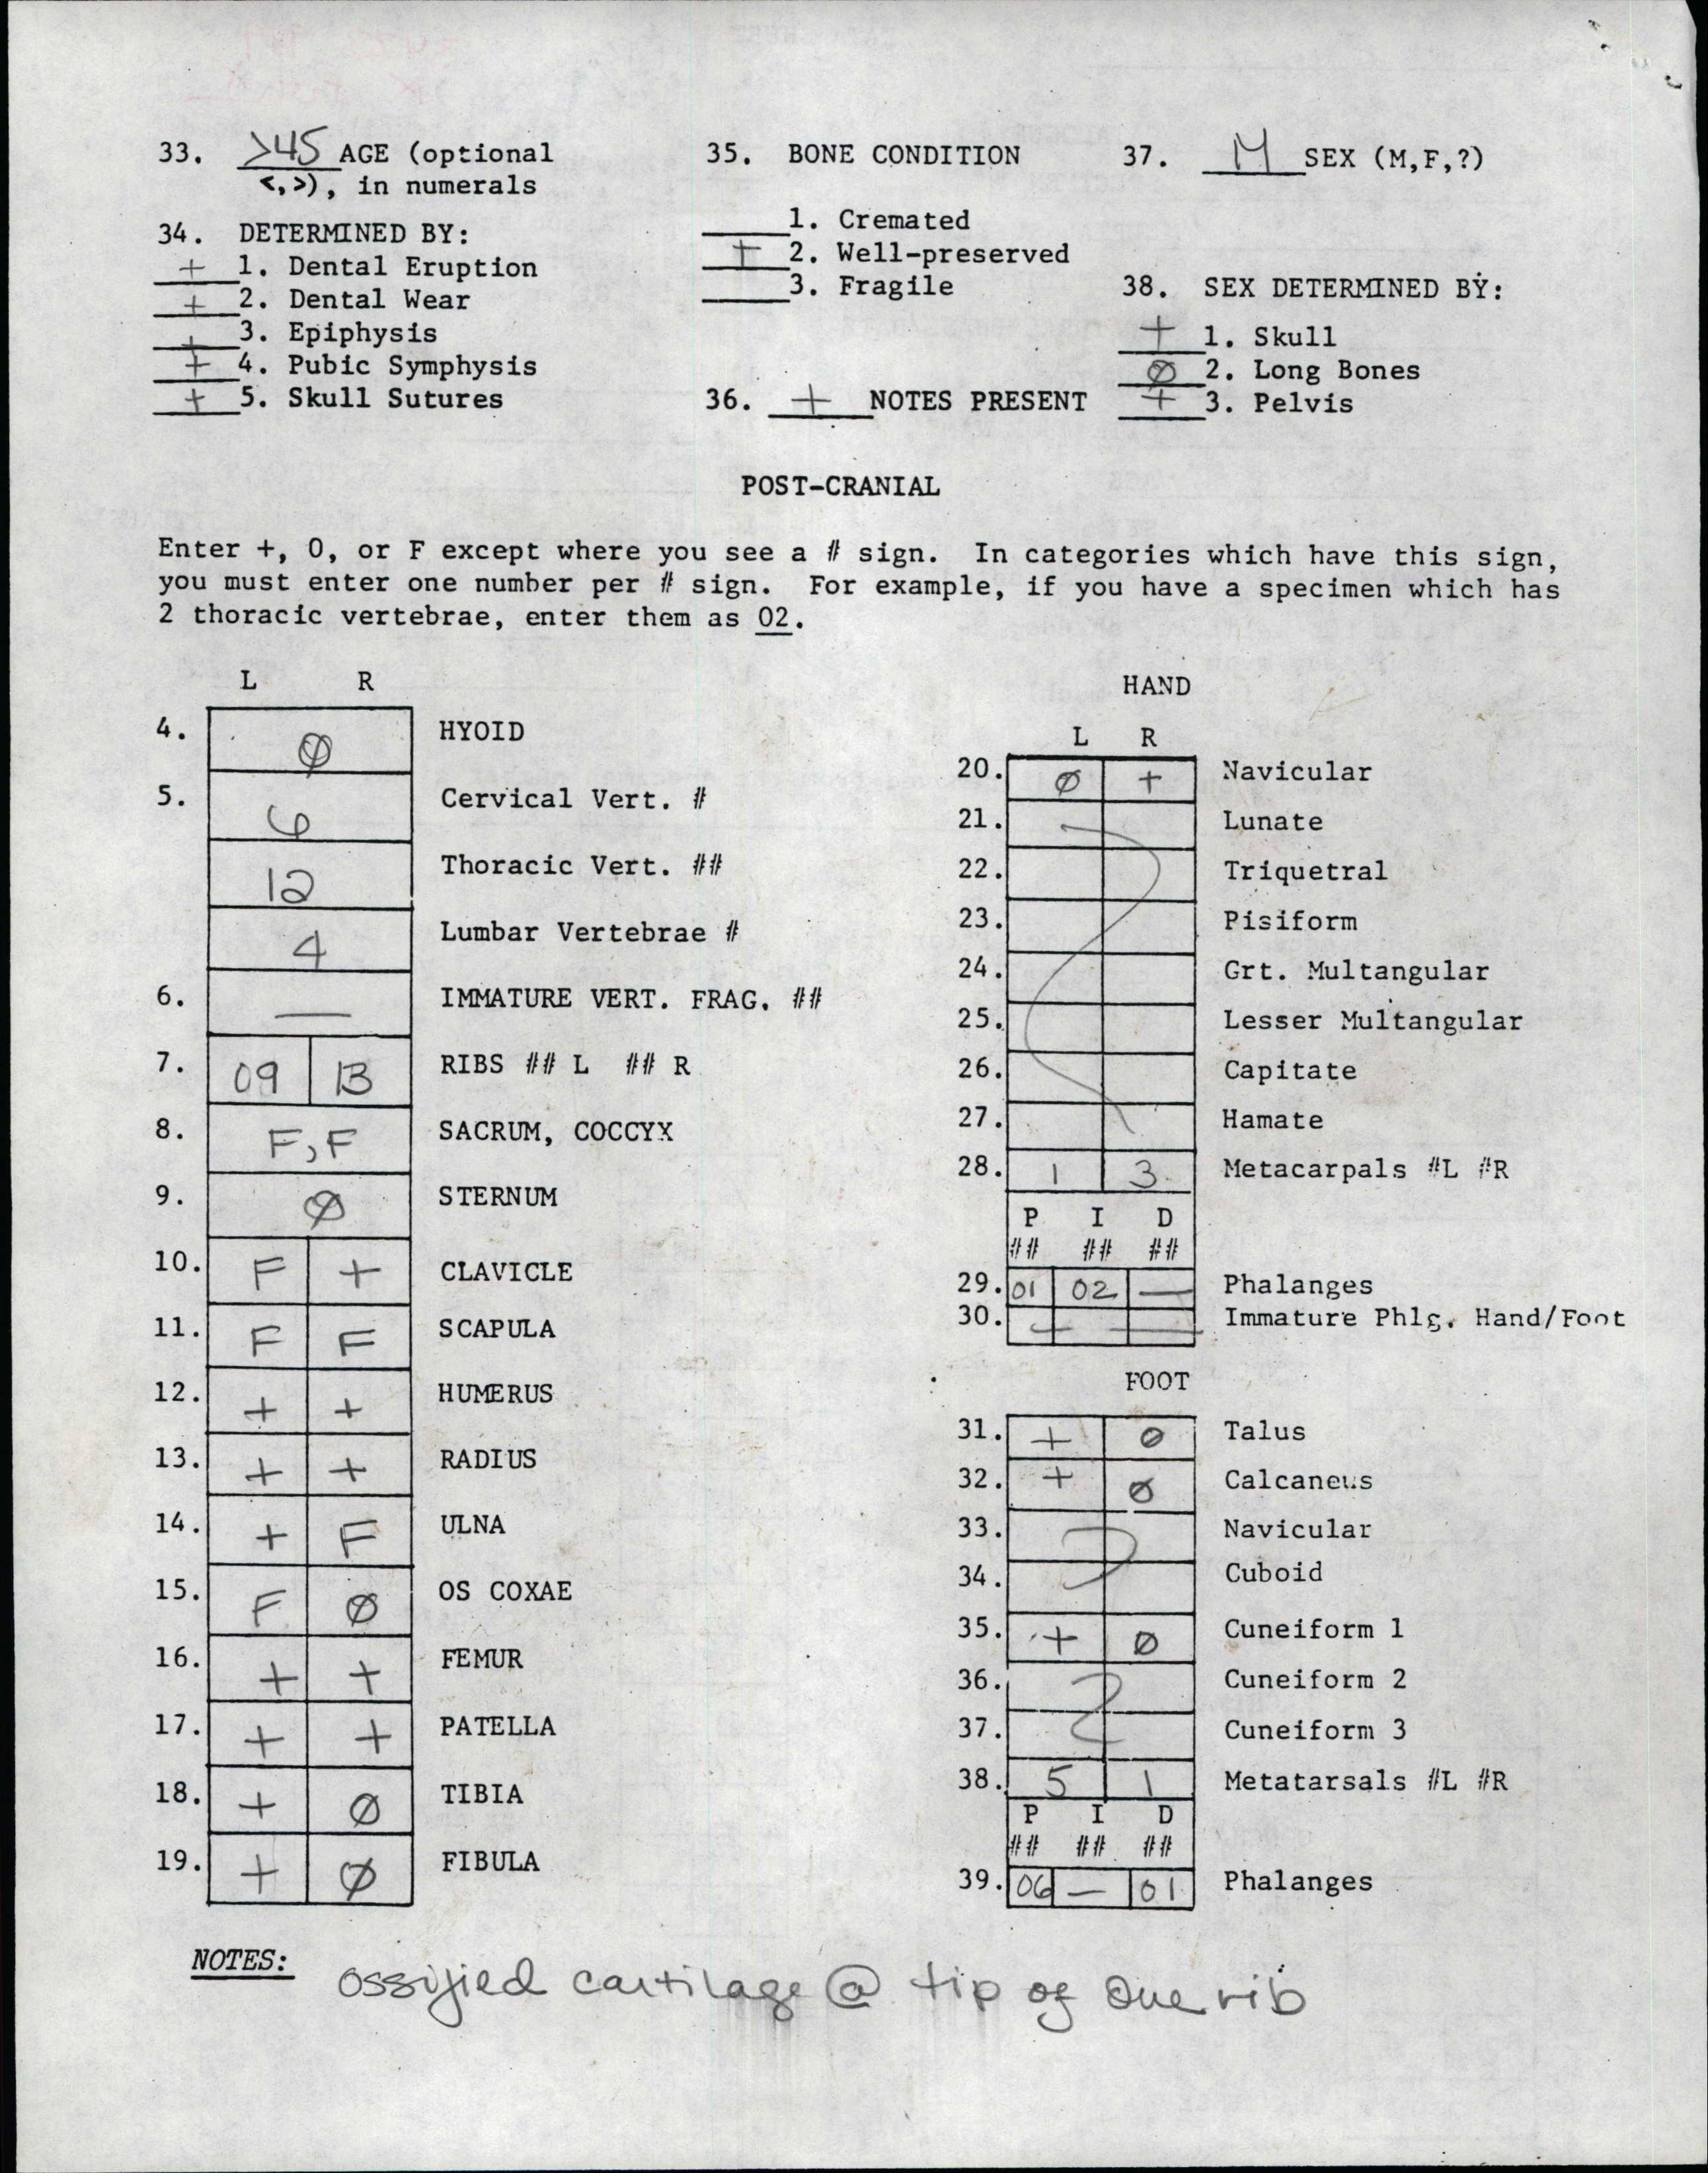 33. >45 AGE (optional
<,>), in numerals
34. DETERMINED BY:
+ 1. Dental Eruption
+ 2. Dental Wear
+ 3. Epiphysis
+ 4. Pubic Symphysis
+ 5. Skull Sutures
35. BONE CONDITION
1. Cremated
+ 2. Well-preserved
3. Fragile
36. + NOTES PRESENT
37. M SEX (M,F,?)
38. SEX DETERMINED BY:
+ 1. Skull
Ø 2. Long Bones
+ 3. Pelvis
POST-CRANIAL
Enter +, 0, or F except where you see a # sign. In categories which have this sign,
you must enter one number per # sign. For example, if you have a specimen which has
2 thoracic vertebrae, enter them as 02.
L R
4. Ø HYOID
5. 6 Cervical Vert. #
12 Thoracic Vert. ##
4 Lumbar Vertebrae #
6. — IMMATURE VERT. FRAG. ##
7. 09 13 RIBS ## L ## R
8. F,F SACRUM, COCCYX
9. Ø STERNUM
10. F + CLAVICLE
11. F F SCAPULA
12. + + HUMERUS
13. + + RADIUS
14. + F ULNA
15. F Ø OS COXAE
16. + + FEMUR
17. + + PATELLA
18. + Ø TIBIA
19. + Ø FIBULA
HAND
L R
20. Ø + Navicular
21. Lunate
22. Triquetral
23. Pisiform
24. Grt. Multangular
25. Lesser Multangular
26. Capitate
27. Hamate
28. 1 3 Metacarpals #L #R
P I D
## ## ##
29. 01 02 — Phalanges
30. — — Immature Phlg. Hand/Foot
FOOT
31. + Ø Talus
32. + Ø Calcaneus
33. Navicular
34. Cuboid
35. + Ø Cuneiform 1
36. Cuneiform 2
37. Cuneiform 3
38. 5 1 Metatarsals #L #R
P I D
## ## ##
39. 06 — 01 Phalanges
NOTES: ossified cartilage @ tip of one rib